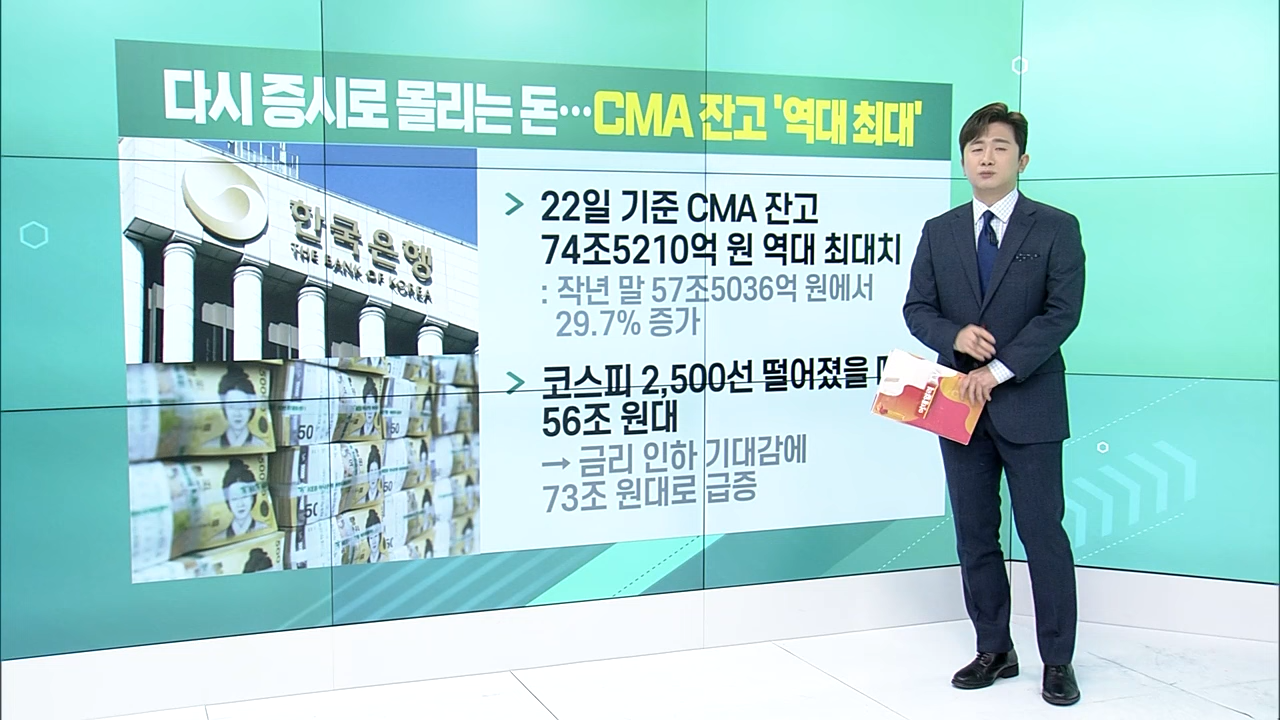 다시 증시로 몰리는 돈…CMA 잔고 '역대 최대'
한국은행
THE BANK OF KOREA
> 22일 기준 CMA 잔고
74조5210억 원 역대 최대치
: 작년 말 57조5036억 원에서
29.7% 증가
> 코스피 2,500선 떨어졌을
56조 원대
→ 금리 인하 기대감에
73조 원대로 급증